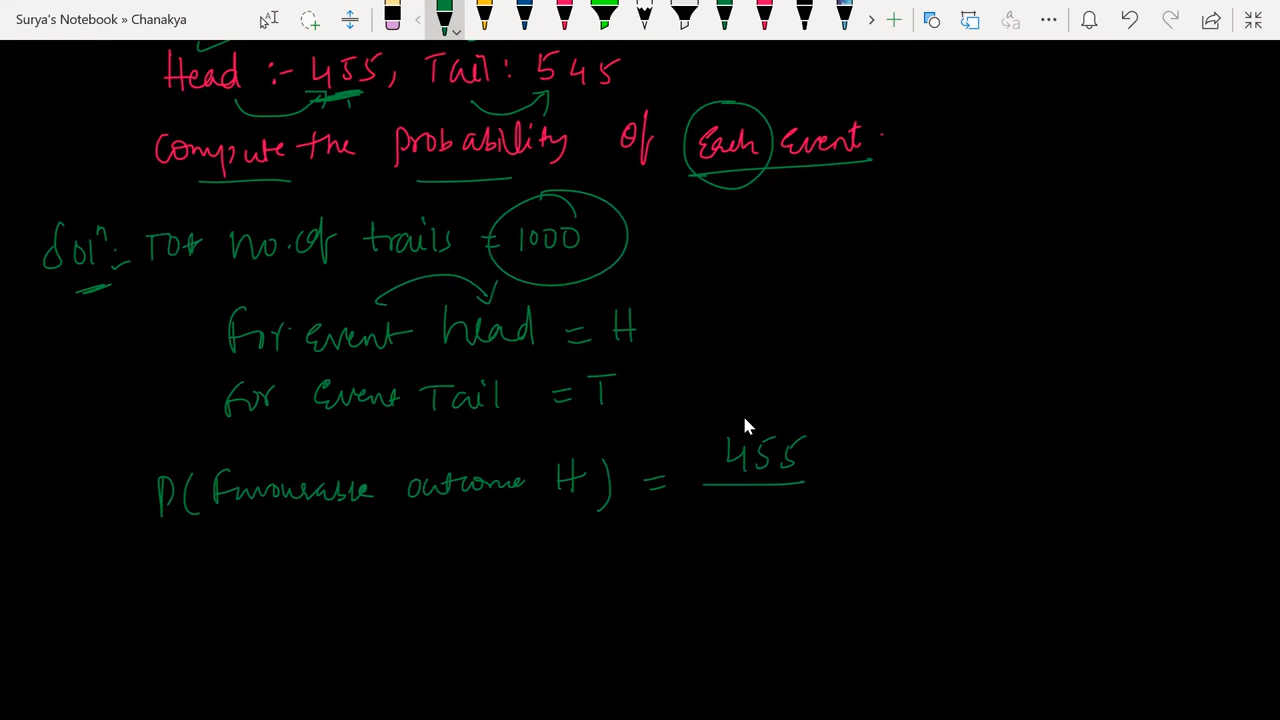 Surya's Notebook » Chanakya
Head :- 455, Tail : 545
Compute the probability of Each Event.
Solⁿ:- Tot no. of trails = 1000
for event head = H
for event Tail = T
P(favourable outcome H) = 455